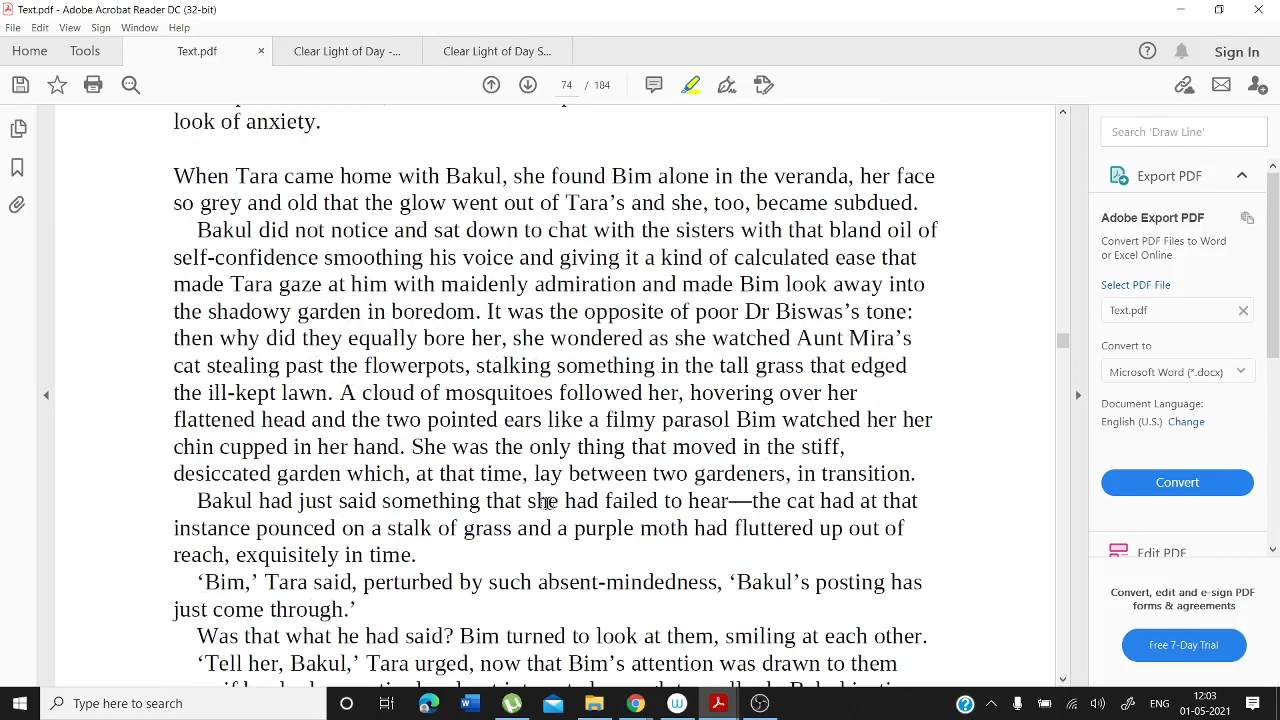 Text.pdf - Adobe Acrobat Reader DC (32-bit)
File Edit View Sign Window Help
Home Tools Text.pdf × Clear Light of Day -... Clear Light of Day S... Sign In
74 / 184
look of anxiety.
When Tara came home with Bakul, she found Bim alone in the veranda, her face
so grey and old that the glow went out of Tara’s and she, too, became subdued.
Bakul did not notice and sat down to chat with the sisters with that bland oil of
self-confidence smoothing his voice and giving it a kind of calculated ease that
made Tara gaze at him with maidenly admiration and made Bim look away into
the shadowy garden in boredom. It was the opposite of poor Dr Biswas’s tone:
then why did they equally bore her, she wondered as she watched Aunt Mira’s
cat stealing past the flowerpots, stalking something in the tall grass that edged
the ill-kept lawn. A cloud of mosquitoes followed her, hovering over her
flattened head and the two pointed ears like a filmy parasol Bim watched her her
chin cupped in her hand. She was the only thing that moved in the stiff,
desiccated garden which, at that time, lay between two gardeners, in transition.
Bakul had just said something that she had failed to hear—the cat had at that
instance pounced on a stalk of grass and a purple moth had fluttered up out of
reach, exquisitely in time.
‘Bim,’ Tara said, perturbed by such absent-mindedness, ‘Bakul’s posting has
just come through.’
Was that what he had said? Bim turned to look at them, smiling at each other.
‘Tell her, Bakul,’ Tara urged, now that Bim’s attention was drawn to them
Search 'Draw Line'
Export PDF
Adobe Export PDF
Convert PDF Files to Word
or Excel Online
Select PDF File
Text.pdf
Convert to
Microsoft Word (*.docx)
Document Language:
English (U.S.) Change
Convert
Edit PDF
Convert, edit and e-sign PDF
forms & agreements
Free 7-Day Trial
Type here to search
ENG
12:03
01-05-2021